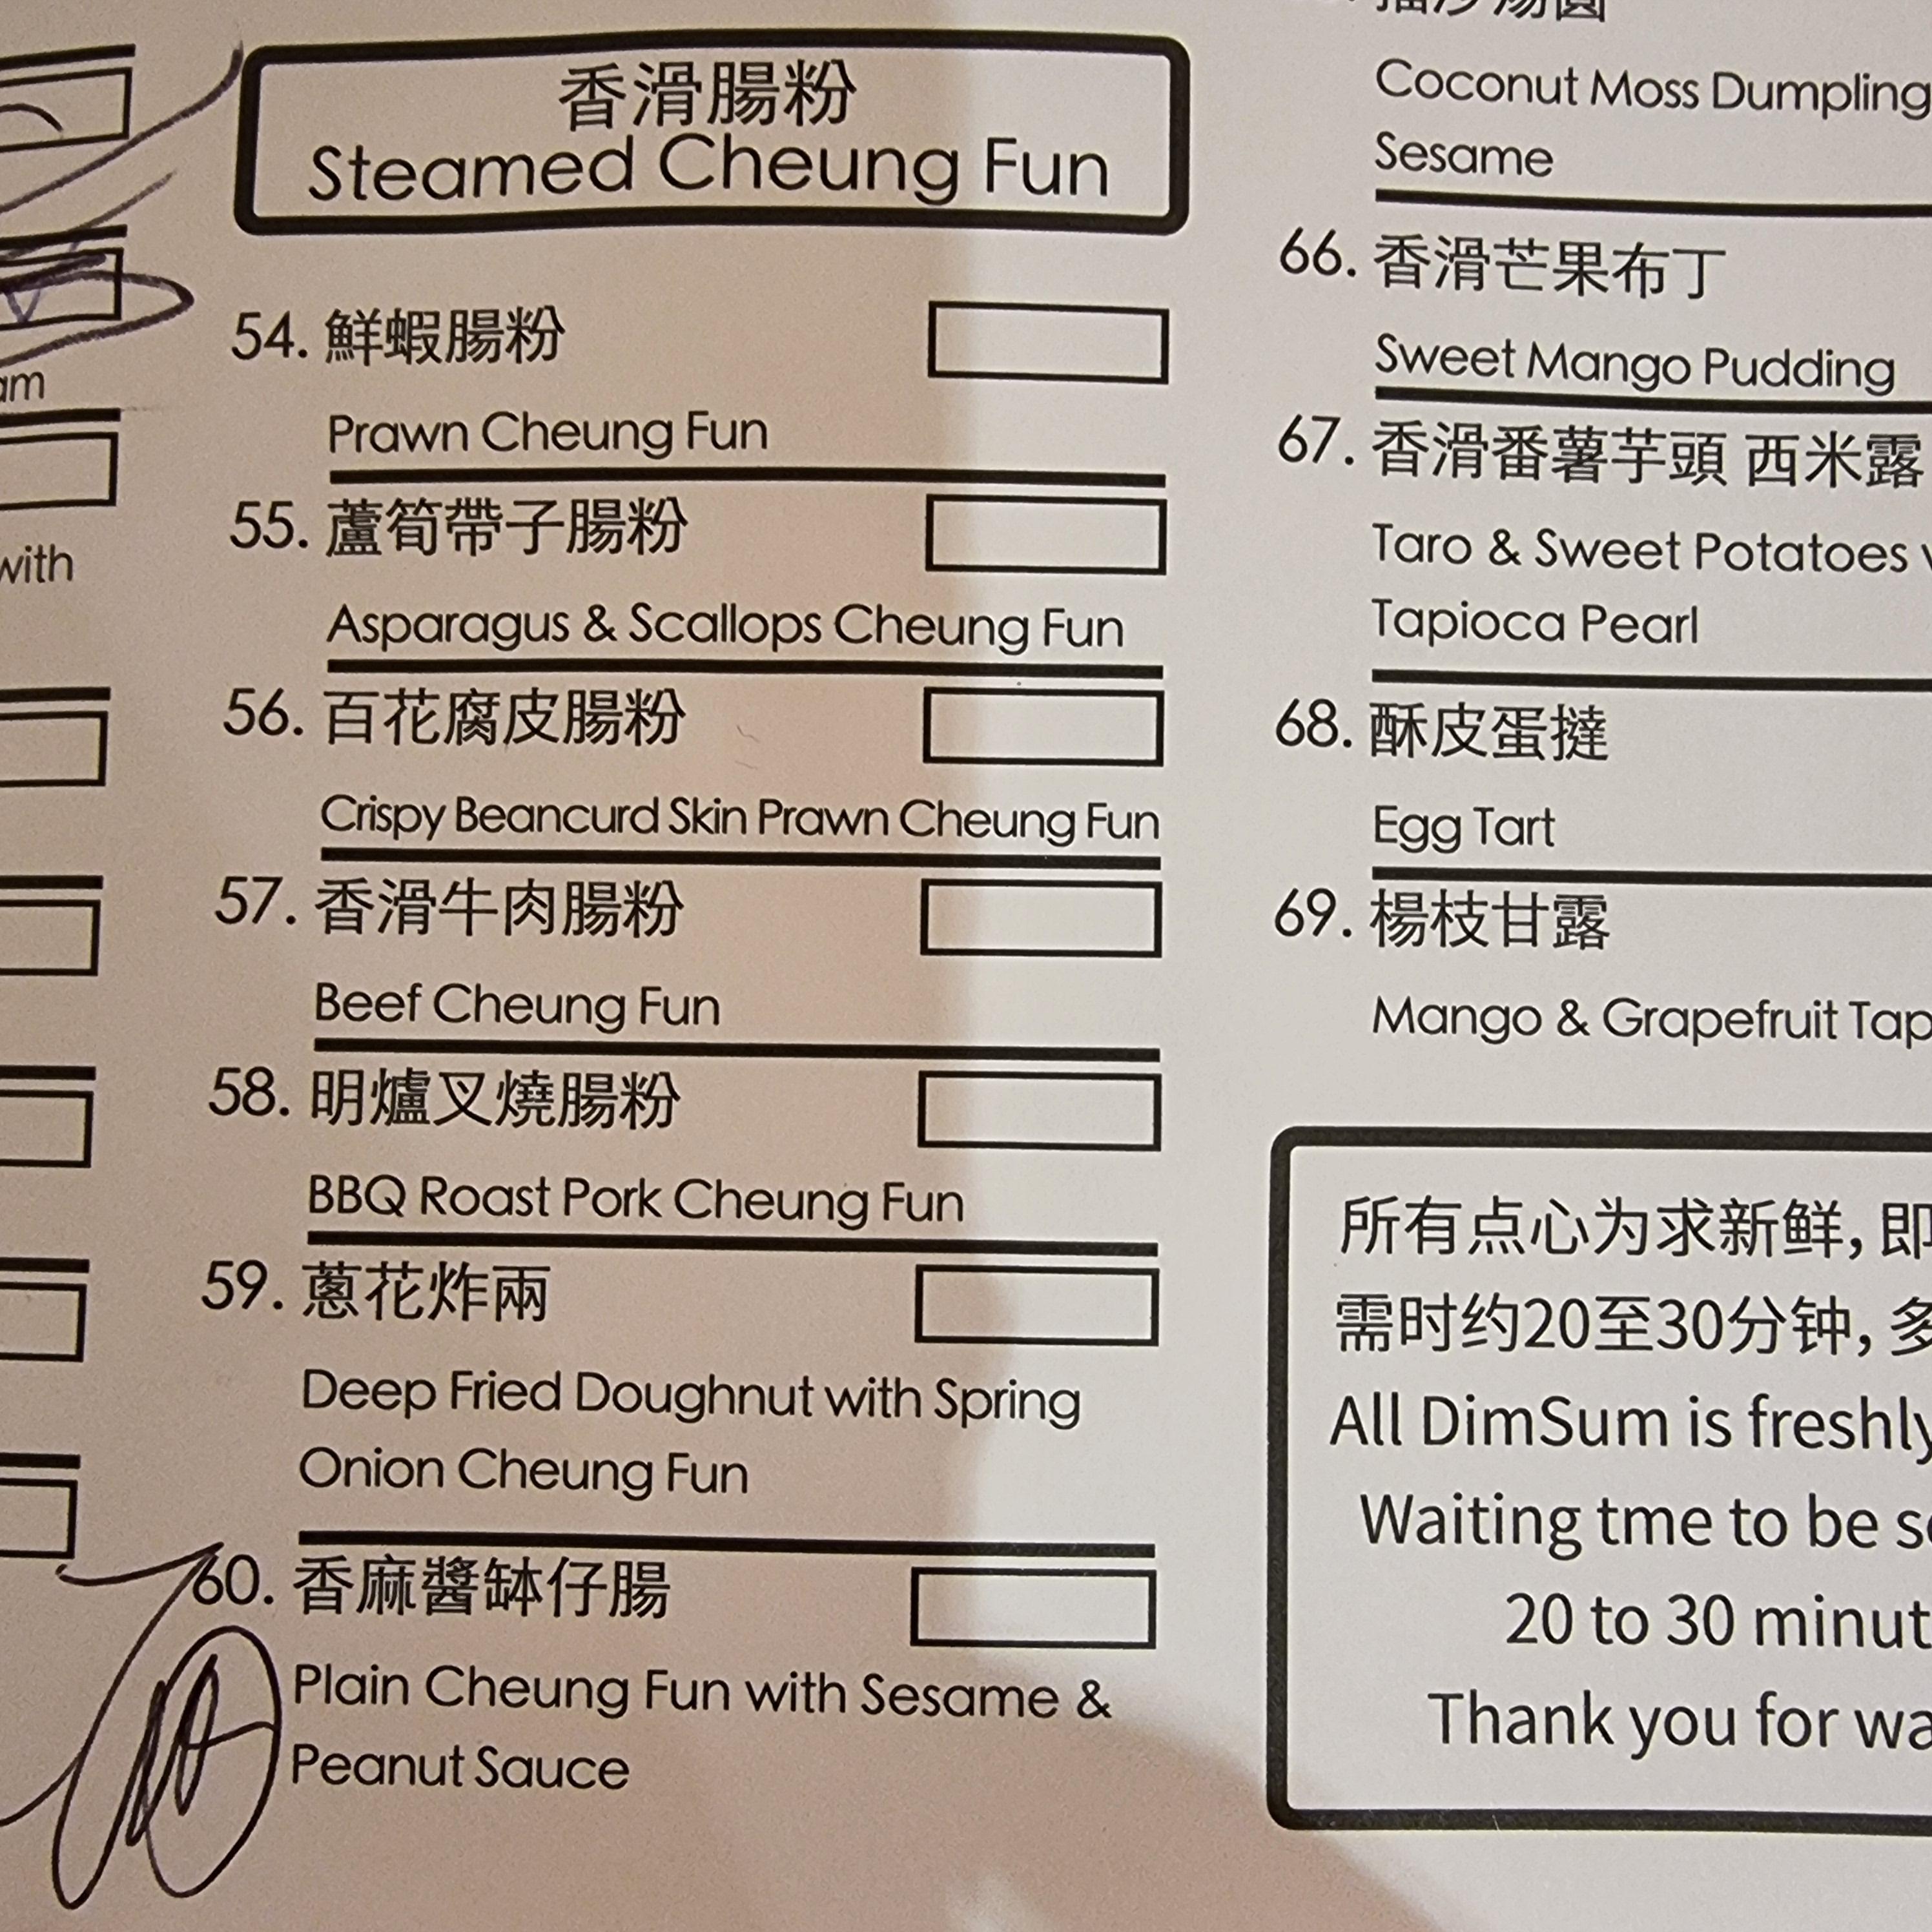 am
with
香滑腸粉
Steamed Cheung Fun
54. 鮮蝦腸粉
Prawn Cheung Fun
55. 蘆筍帶子腸粉
Asparagus & Scallops Cheung Fun
56. 百花腐皮腸粉
Crispy Beancurd Skin Prawn Cheung Fun
57. 香滑牛肉腸粉
Beef Cheung Fun
58. 明爐叉燒腸粉
BBQ Roast Pork Cheung Fun
59. 蔥花炸兩
Deep Fried Doughnut with Spring
Onion Cheung Fun
60. 香麻醬缽仔腸
Plain Cheung Fun with Sesame &
Peanut Sauce
Coconut Moss Dumpling
Sesame
66. 香滑芒果布丁
Sweet Mango Pudding
67. 香滑番薯芋頭 西米露
Taro & Sweet Potatoes
Tapioca Pearl
68. 酥皮蛋撻
Egg Tart
69. 楊枝甘露
Mango & Grapefruit Tap
所有点心为求新鲜，即
需时约20至30分钟，多
All DimSum is freshly
Waiting tme to be se
20 to 30 minut
Thank you for wa